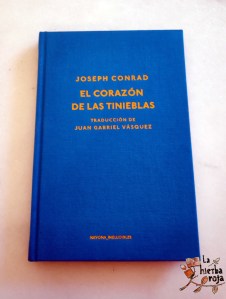 JOSEPH CONRAD
EL CORAZÓN
DE LAS TINIEBLAS
TRADUCCIÓN DE
JUAN GABRIEL VÁSQUEZ
La
hierba
roja